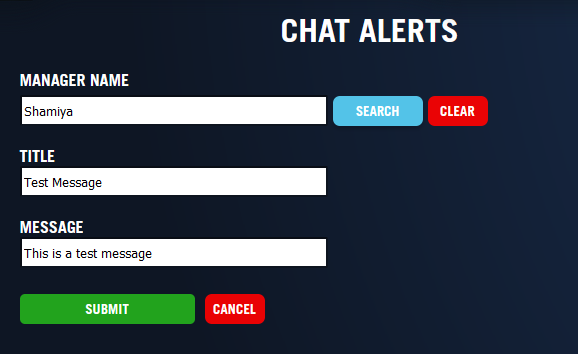 CHAT ALERTS
MANAGER NAME
Shamiya SEARCH CLEAR
TITLE
Test Message
MESSAGE
This is a test message
SUBMIT CANCEL